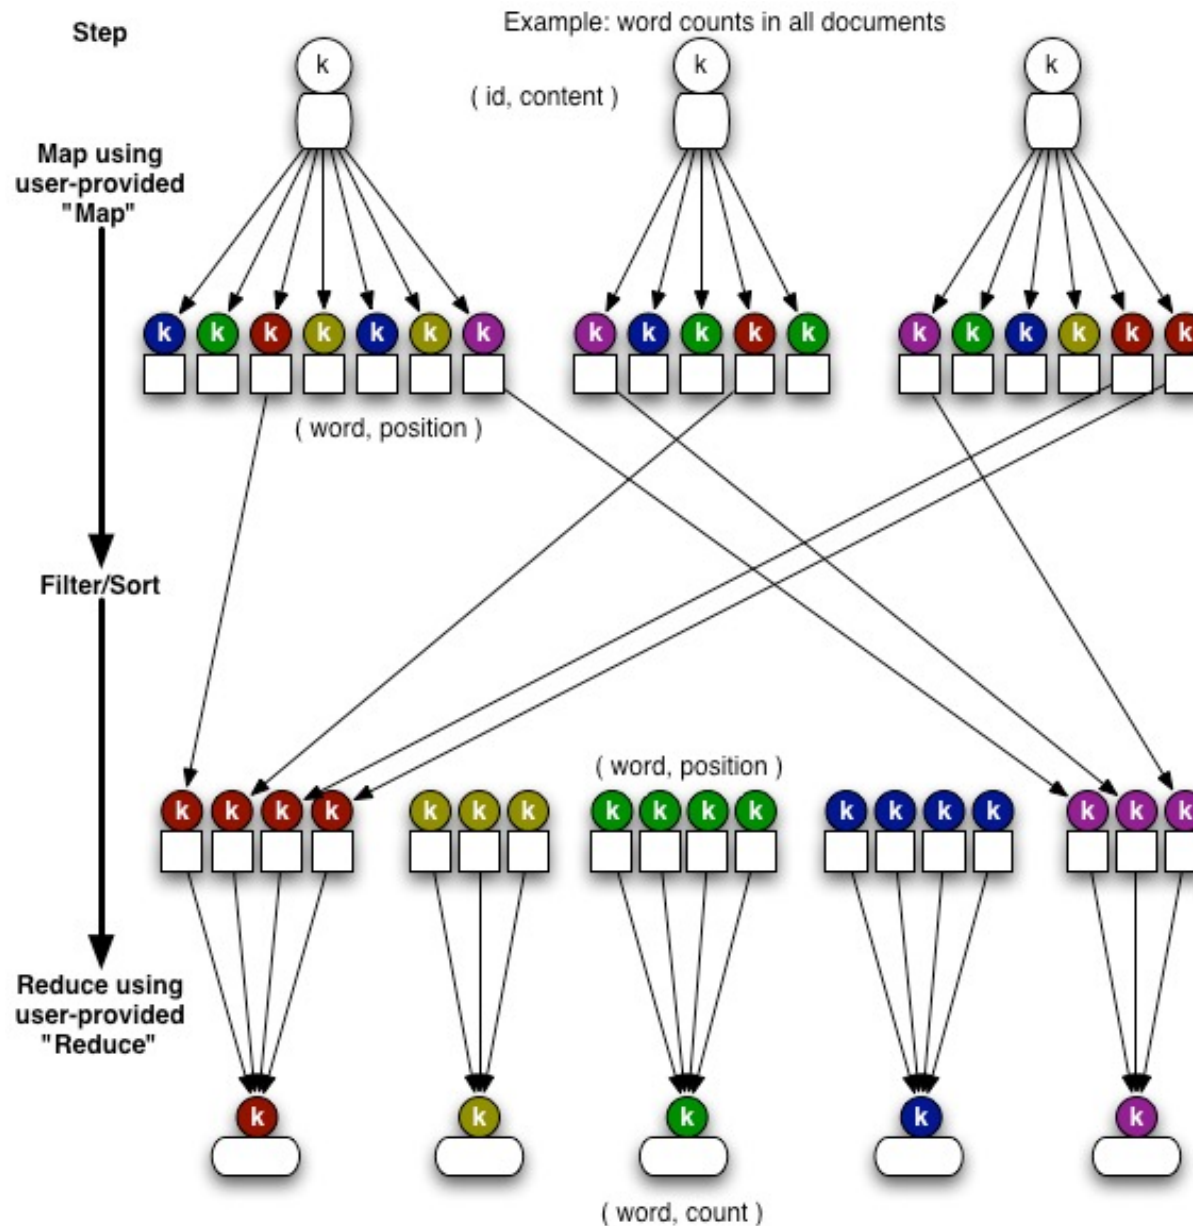 Step
Example: word counts in all documents
k k k
( id, content )
Map using
user-provided
"Map"
k k k k k k k k k k k k k k k k k k
( word, position )
Filter/Sort
( word, position )
k k k k k k k k k k k k k k k k k k
Reduce using
user-provided
"Reduce"
k k k k k
( word, count )